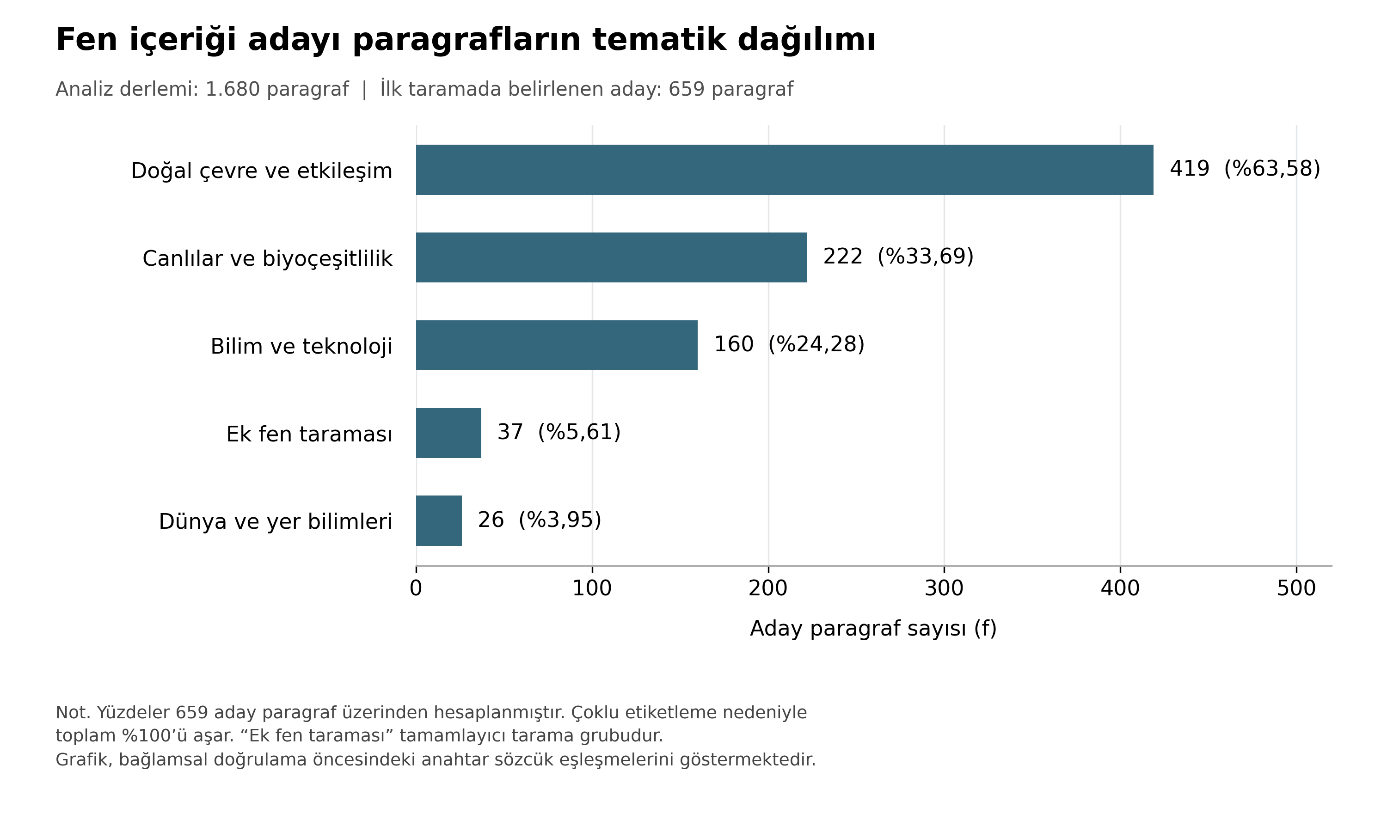 Fen içeriği adayı paragrafların tematik dağılımı
Analiz derlemi: 1.680 paragraf | İlk taramada belirlenen aday: 659 paragraf
Doğal çevre ve etkileşim 419 (%63,58)
Canlılar ve biyoçeşitlilik 222 (%33,69)
Bilim ve teknoloji 160 (%24,28)
Ek fen taraması 37 (%5,61)
Dünya ve yer bilimleri 26 (%3,95)
0 100 200 300 400 500
Aday paragraf sayısı (f)
Not. Yüzdeler 659 aday paragraf üzerinden hesaplanmıştır. Çoklu etiketleme nedeniyle
toplam %100’ü aşar. “Ek fen taraması” tamamlayıcı tarama grubudur.
Grafik, bağlamsal doğrulama öncesindeki anahtar sözcük eşleşmelerini göstermektedir.